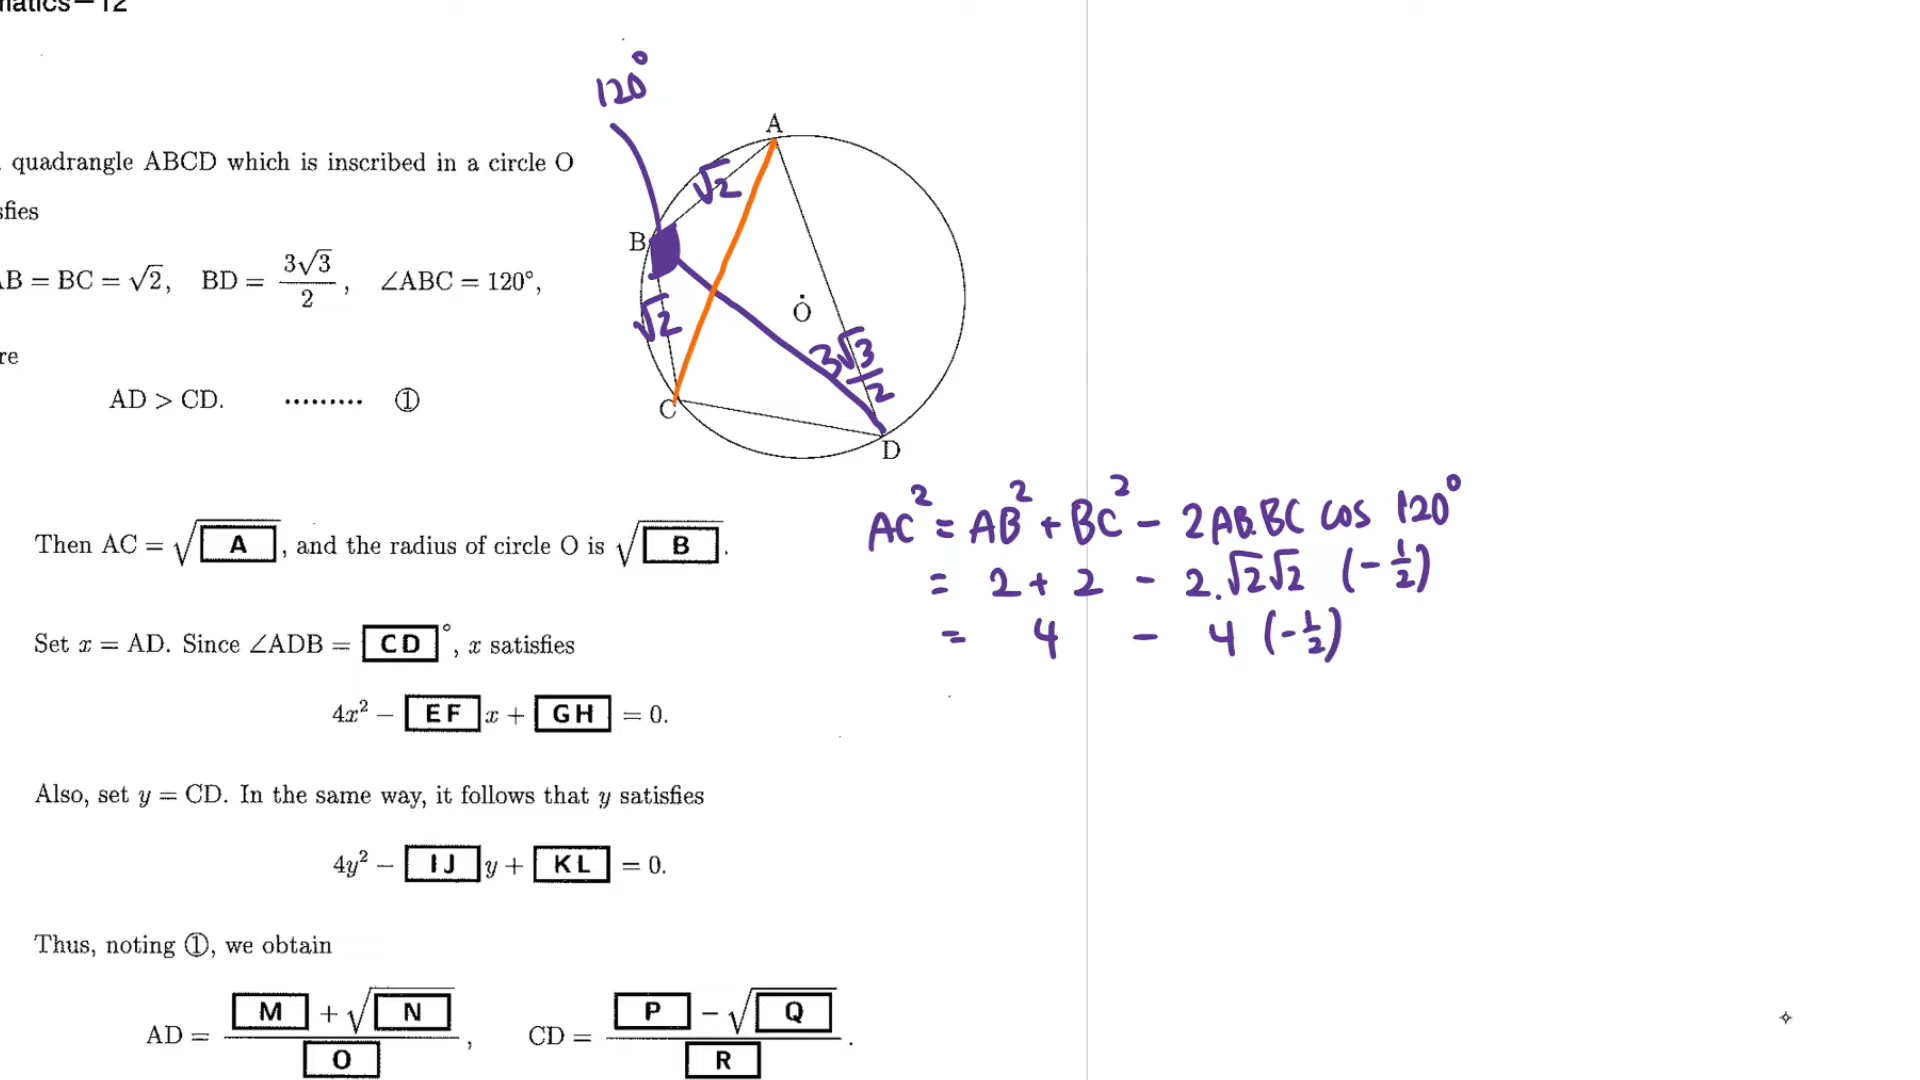 matics－12
120°
A
quadrangle ABCD which is inscribed in a circle O
sfies
√2
B
AB = BC = √2, BD = 3√3/2, ∠ABC = 120°,
O
√2
3√3/2
re
AD > CD. ········· ①
C
D
Then AC = √A, and the radius of circle O is √B.
AC² = AB² + BC² − 2AB.BC cos 120°
= 2 + 2 − 2.√2√2 (−1/2)
= 4 − 4 (−1/2)
Set x = AD. Since ∠ADB = CD°, x satisfies
4x² − EF x + GH = 0.
Also, set y = CD. In the same way, it follows that y satisfies
4y² − IJ y + KL = 0.
Thus, noting ①, we obtain
AD = (M + √N)/O, CD = (P − √Q)/R.